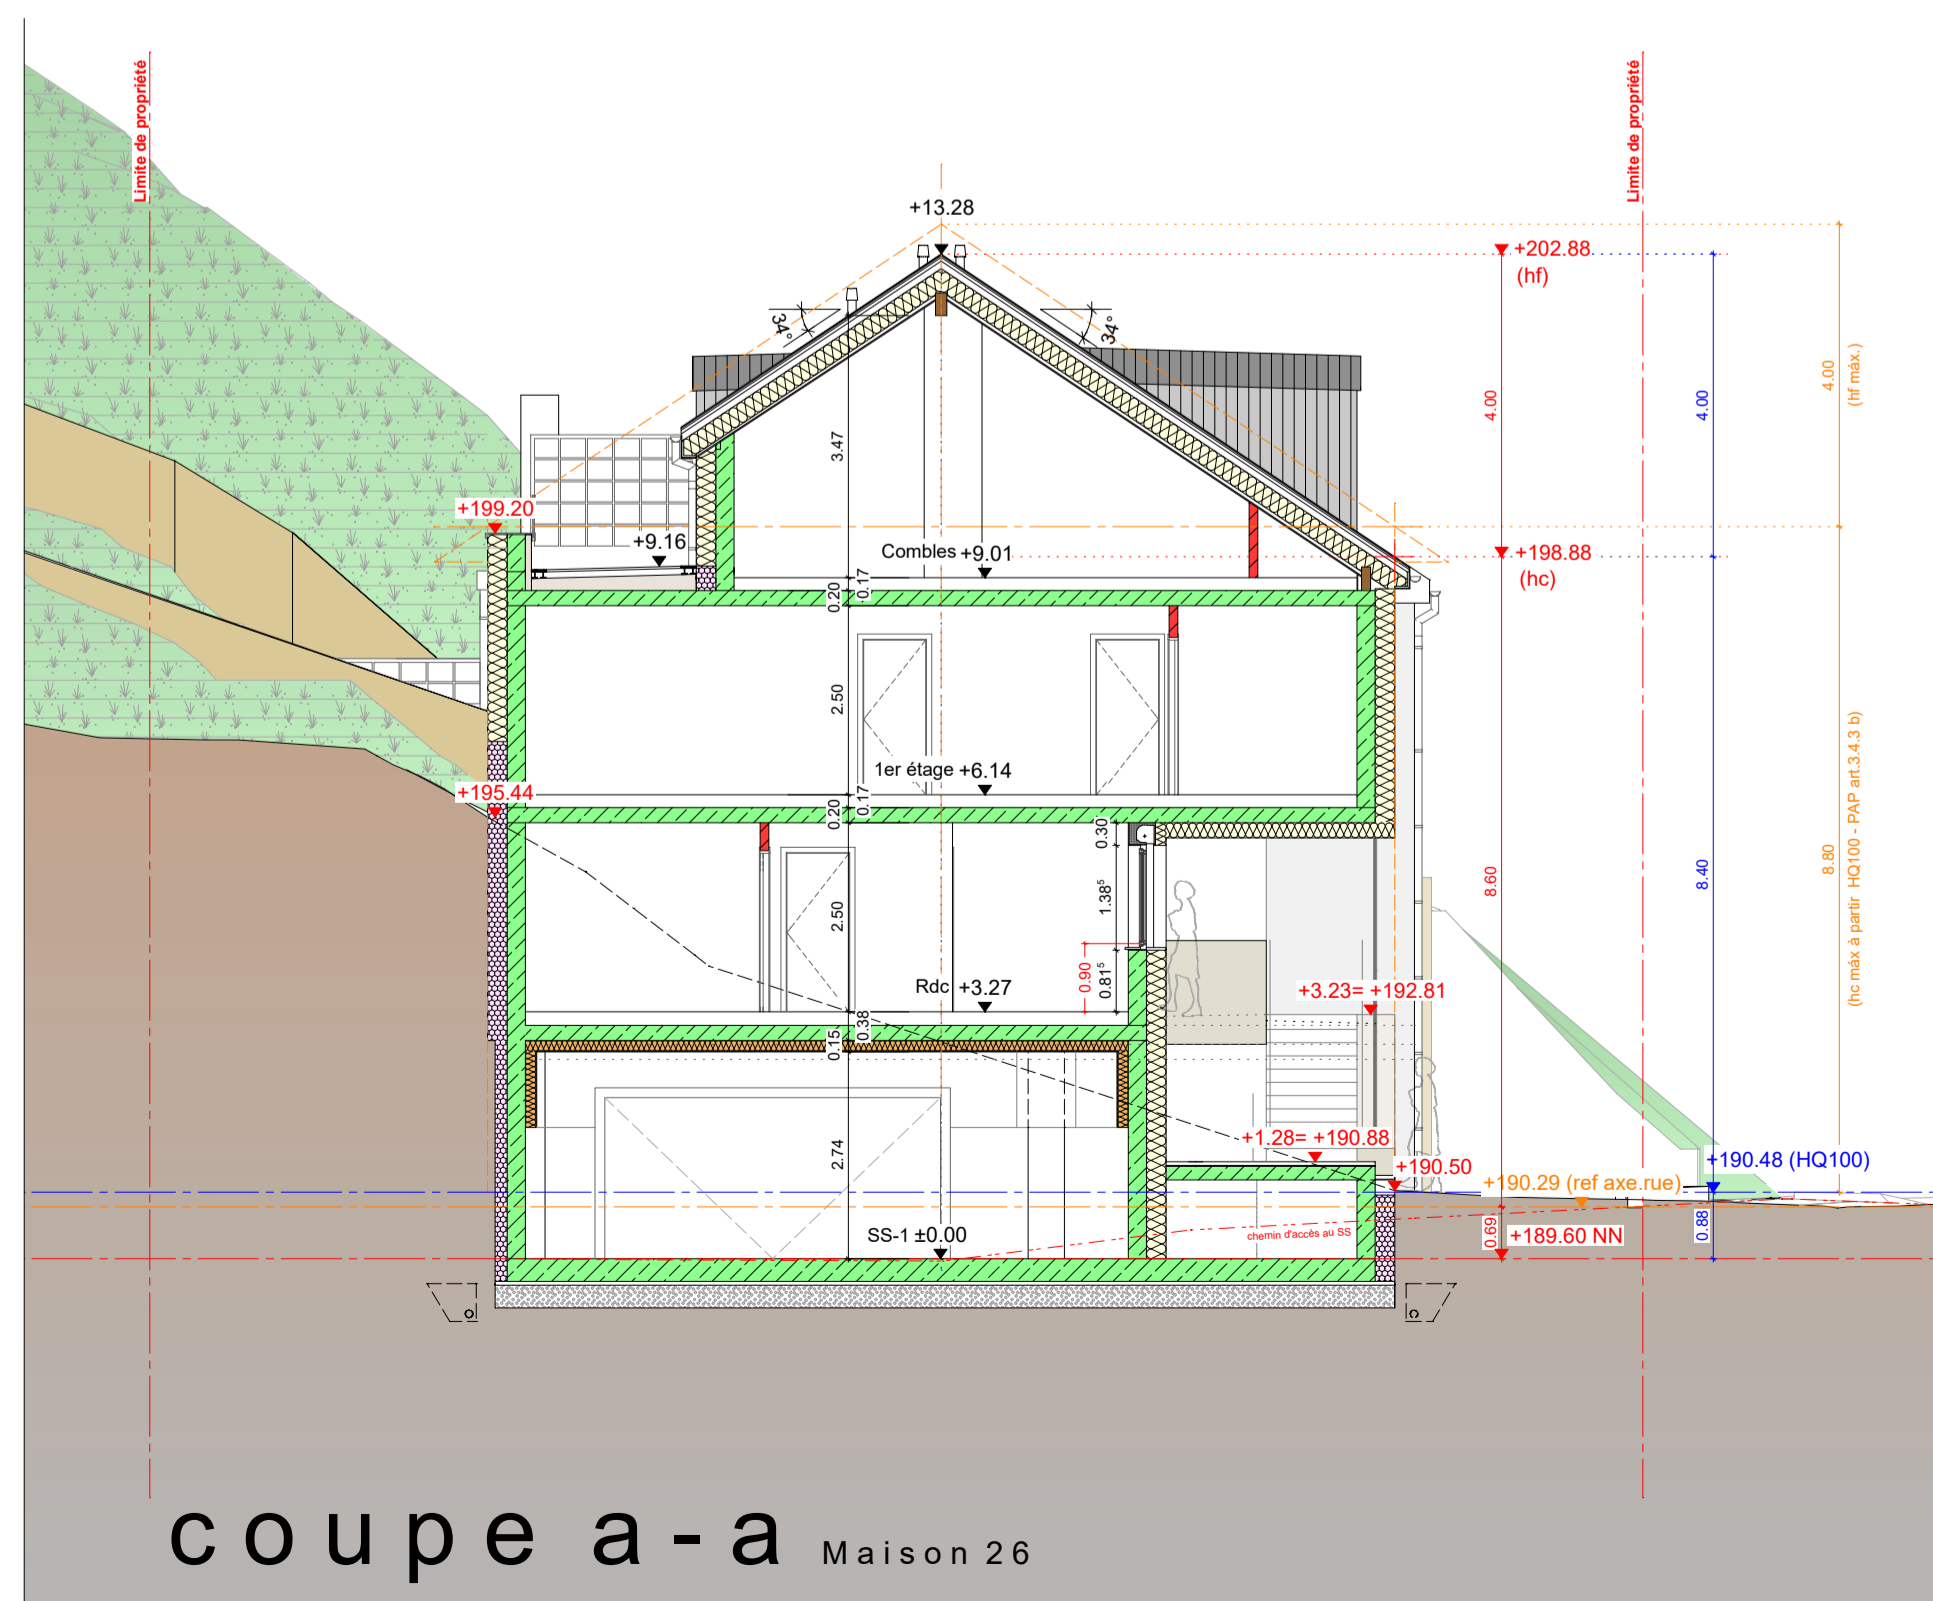 Limite de propriété
Limite de propriété
+13.28
+202.88
(hf)
34°
34°
4.00
4.00
4.00
(hf máx.)
3.47
+199.20
+9.16
Combles +9.01
+198.88
(hc)
0.20
0.17
2.50
1er étage +6.14
+195.44
0.20
0.17
0.30
1.38⁵
8.60
8.40
8.80
(hc máx à partir HQ100 - PAP art.3.4.3 b)
2.50
0.90
0.81⁵
Rdc +3.27
+3.23= +192.81
0.15
0.38
2.74
+1.28= +190.88
+190.50
+190.48 (HQ100)
+190.29 (ref axe.rue)
SS-1 ±0.00
chemin d'accès au SS
0.69
+189.60 NN
0.88
coupe a-a Maison 26